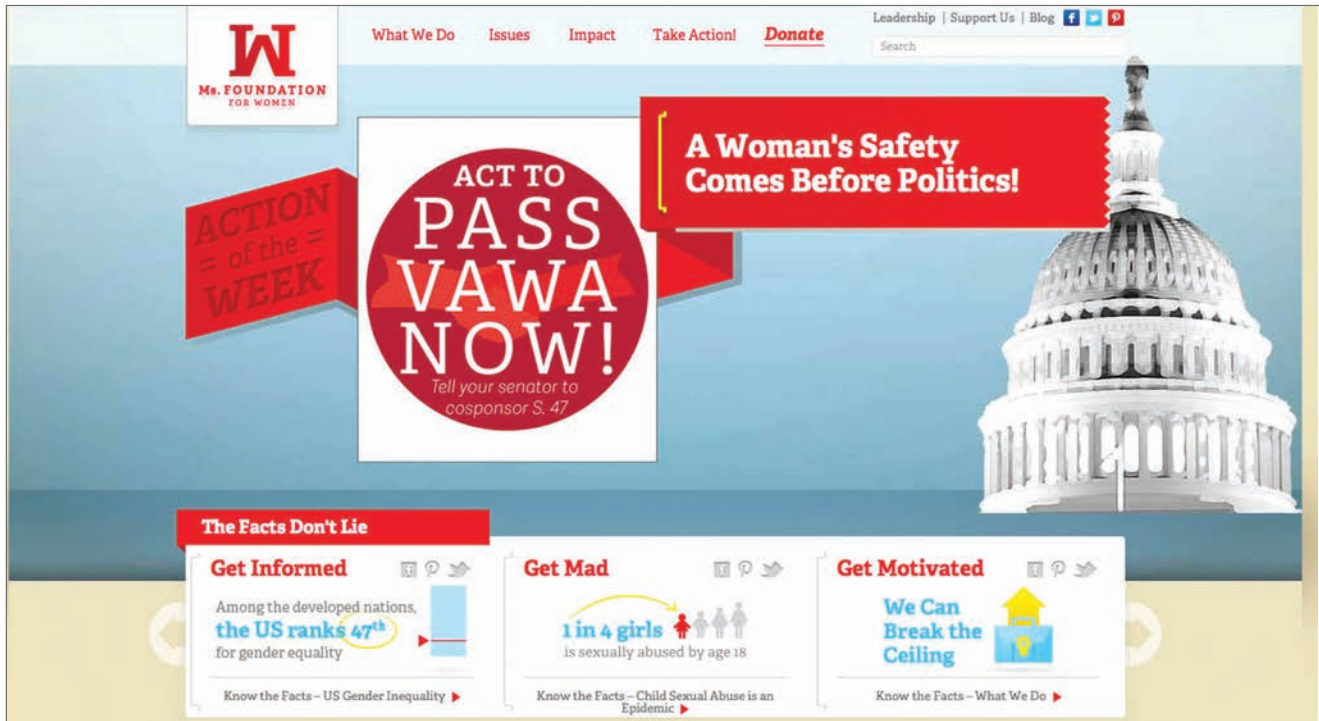 Leadership | Support Us | Blog
What We Do Issues Impact Take Action! Donate
Search
W
Ms. FOUNDATION
FOR WOMEN
A Woman's Safety
Comes Before Politics!
ACTION
= of the =
WEEK
ACT TO
PASS
VAWA
NOW!
Tell your senator to
cosponsor S. 47
The Facts Don't Lie
Get Informed
Among the developed nations,
the US ranks 47th
for gender equality
Know the Facts – US Gender Inequality
Get Mad
1 in 4 girls
is sexually abused by age 18
Know the Facts – Child Sexual Abuse is an
Epidemic
Get Motivated
We Can
Break the
Ceiling
Know the Facts – What We Do